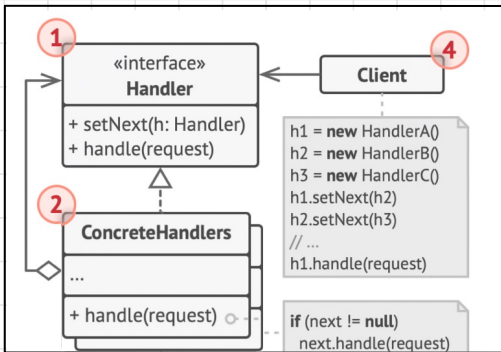 1
«interface»
Handler
+ setNext(h: Handler)
+ handle(request)
4
Client
h1 = new HandlerA()
h2 = new HandlerB()
h3 = new HandlerC()
h1.setNext(h2)
h2.setNext(h3)
// ...
h1.handle(request)
2
ConcreteHandlers
...
+ handle(request)
if (next != null)
next.handle(request)